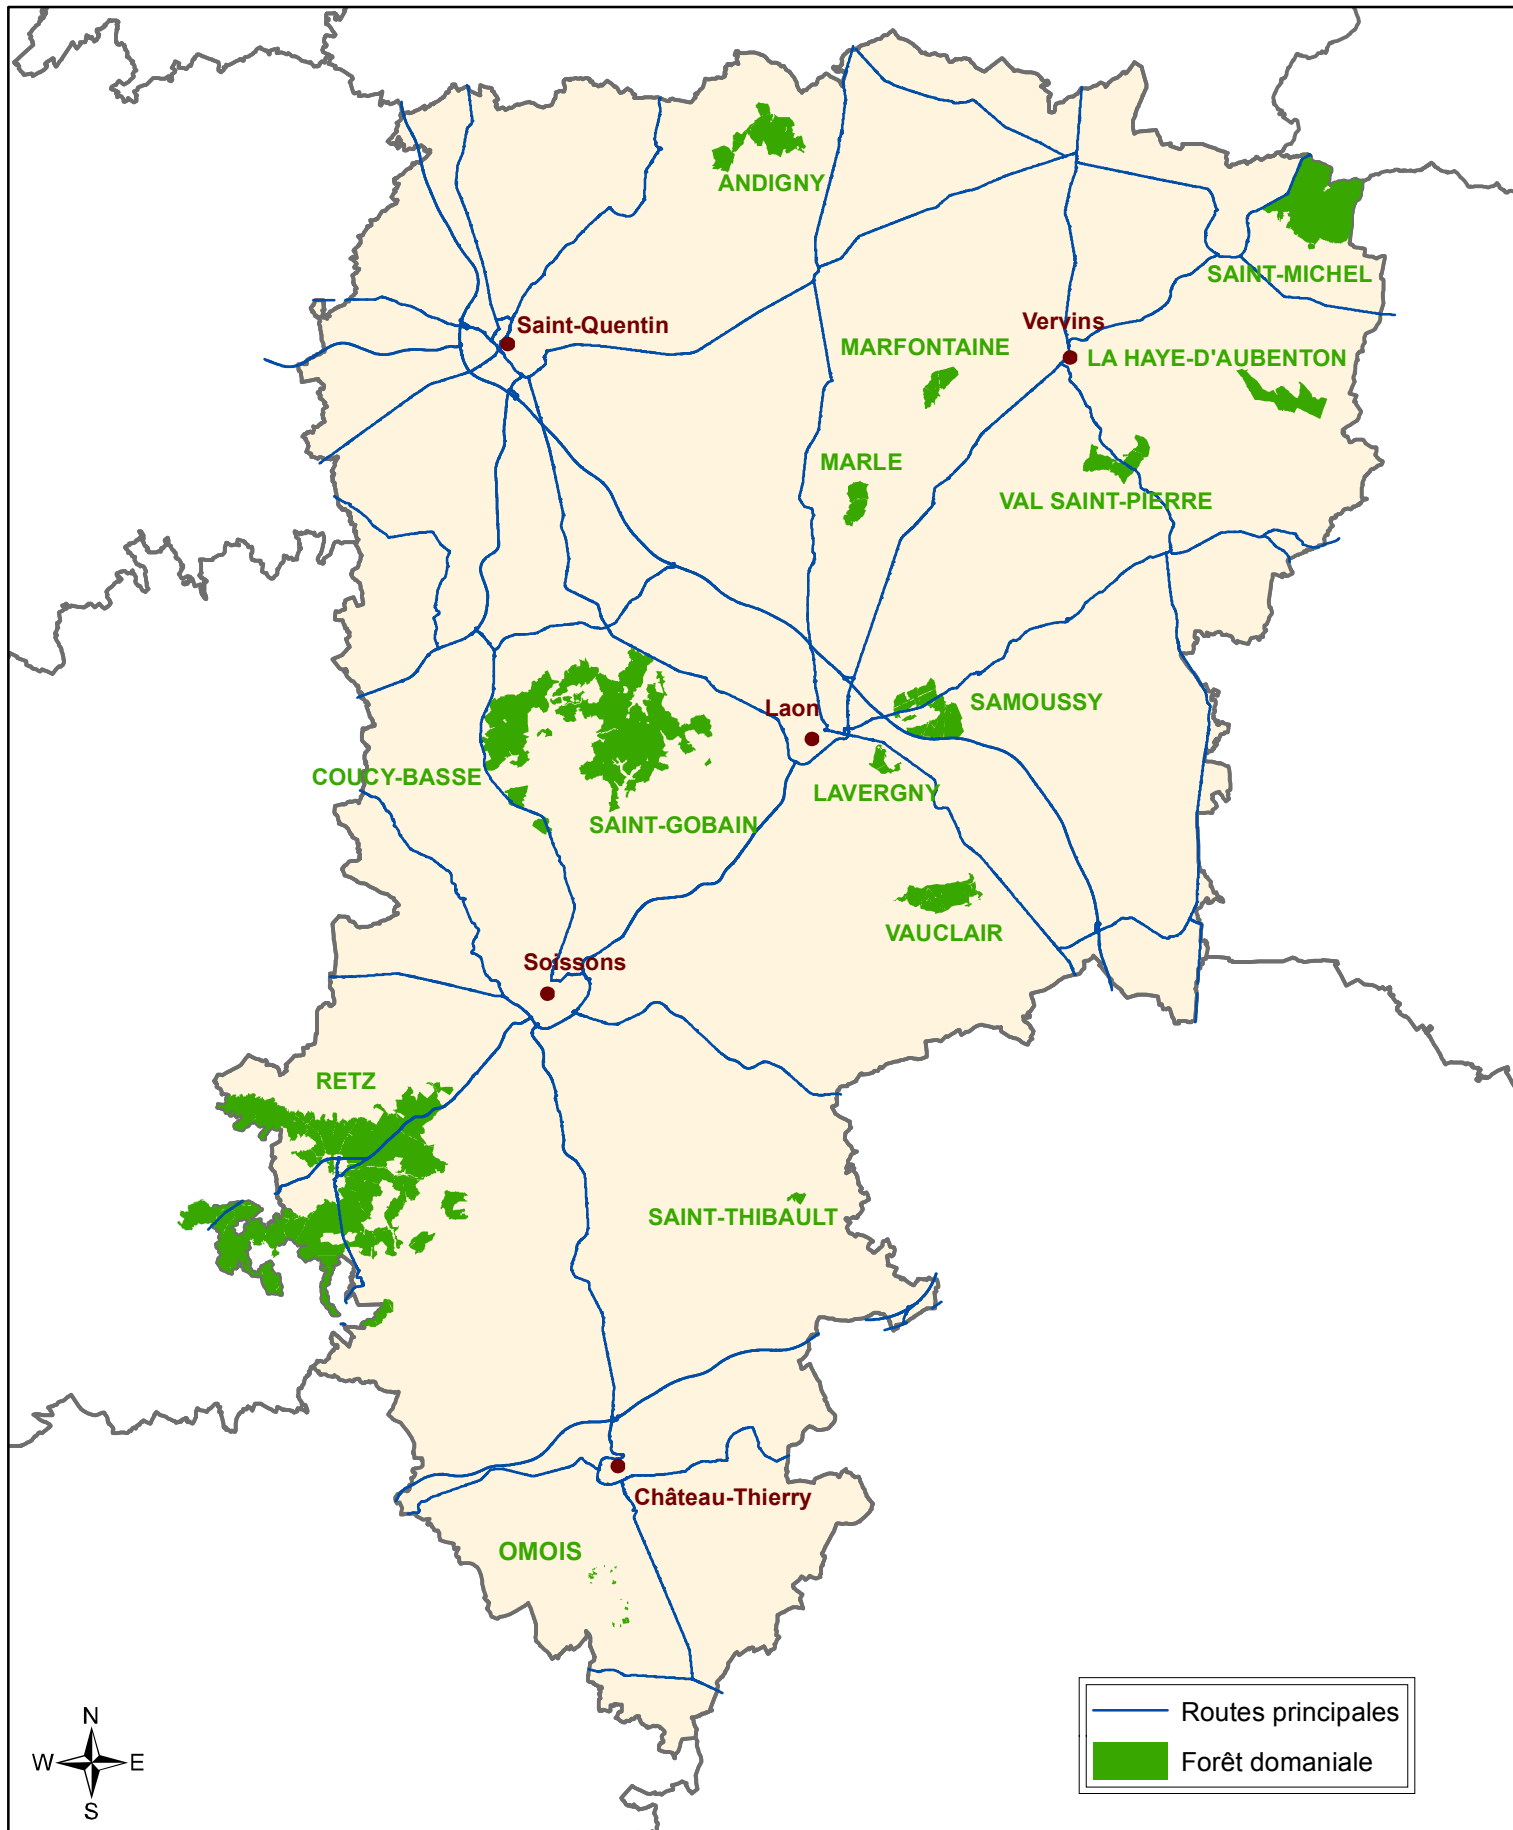 ANDIGNY
SAINT-MICHEL
Saint-Quentin
Vervins
MARFONTAINE
LA HAYE-D'AUBENTON
MARLE
VAL SAINT-PIERRE
SAMOUSSY
Laon
COUCY-BASSE
LAVERGNY
SAINT-GOBAIN
VAUCLAIR
Soissons
RETZ
SAINT-THIBAULT
Château-Thierry
OMOIS
Routes principales
Forêt domaniale
N
W E
S